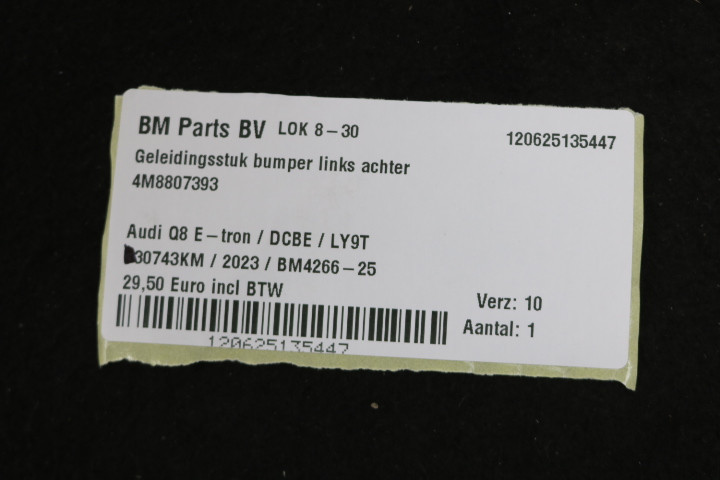 BM Parts BV LOK 8-30
120625135447
Geleidingsstuk bumper links achter
4M8807393
Audi Q8 E-tron / DCBE / LY9T
30743KM / 2023 / BM4266-25
29,50 Euro incl BTW
Verz: 10
Aantal: 1
120625135447